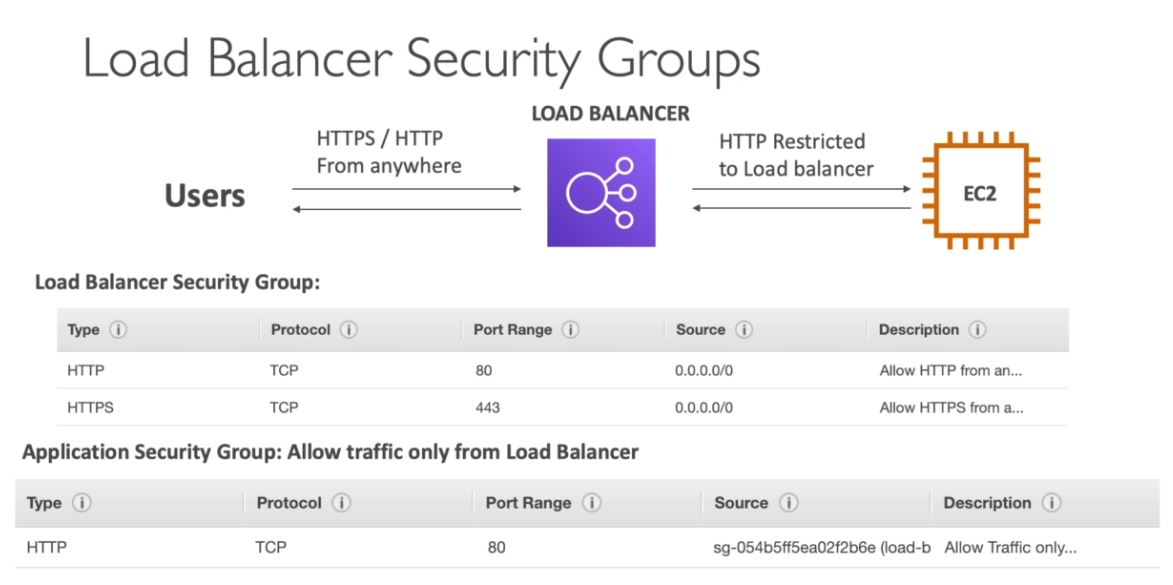 Load Balancer Security Groups
LOAD BALANCER
HTTPS / HTTP
From anywhere
HTTP Restricted
to Load balancer
Users
EC2
Load Balancer Security Group:
Type i Protocol i Port Range i Source i Description i
HTTP TCP 80 0.0.0.0/0 Allow HTTP from an...
HTTPS TCP 443 0.0.0.0/0 Allow HTTPS from a...
Application Security Group: Allow traffic only from Load Balancer
Type i Protocol i Port Range i Source i Description i
HTTP TCP 80 sg-054b5ff5ea02f2b6e (load-b Allow Traffic only...